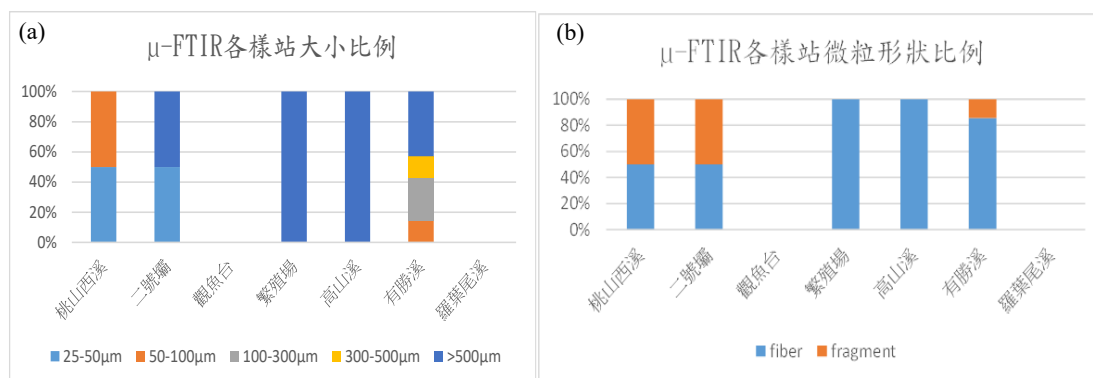 (a)
μ-FTIR各樣站大小比例
100%
80%
60%
40%
20%
0%
桃山西溪
二號壩
觀魚台
繁殖場
高山溪
有勝溪
羅葉尾溪
25-50μm 50-100μm 100-300μm 300-500μm >500μm
(b)
μ-FTIR各樣站微粒形狀比例
100%
80%
60%
40%
20%
0%
桃山西溪
二號壩
觀魚台
繁殖場
高山溪
有勝溪
羅葉尾溪
fiber fragment